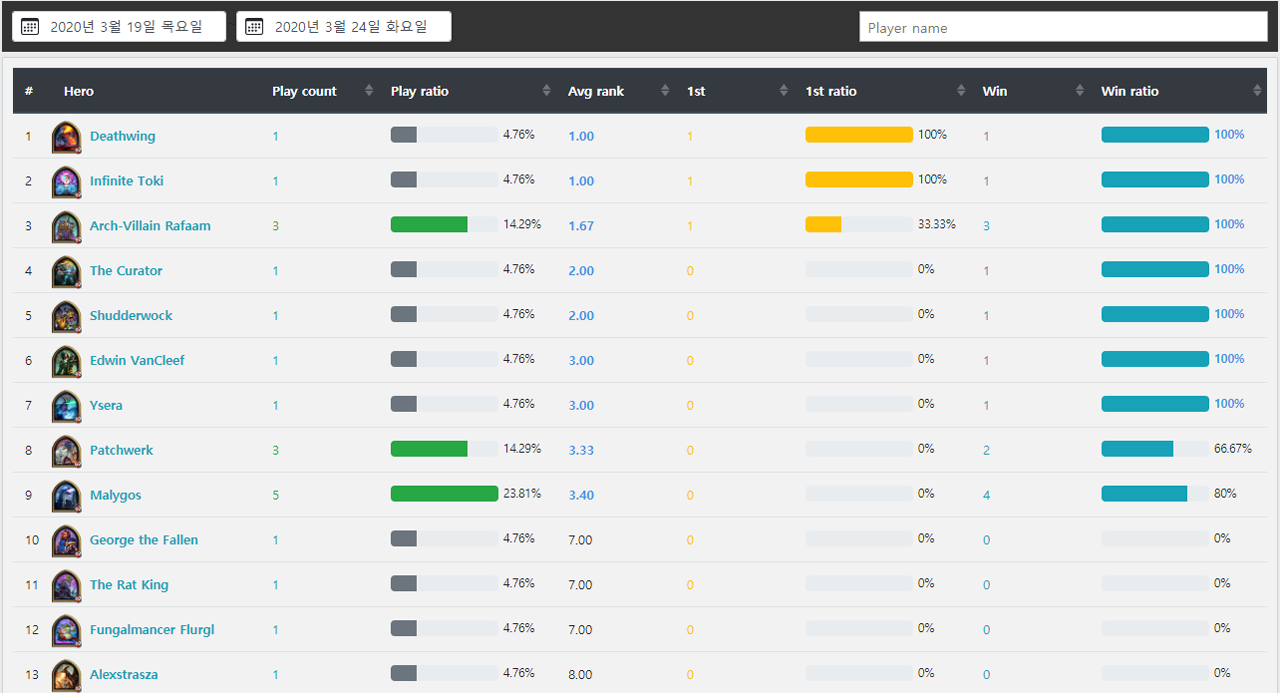 2020년 3월 19일 목요일 2020년 3월 24일 화요일 Player name
# Hero Play count Play ratio Avg rank 1st 1st ratio Win Win ratio
1 Deathwing 1 4.76% 1.00 1 100% 1 100%
2 Infinite Toki 1 4.76% 1.00 1 100% 1 100%
3 Arch-Villain Rafaam 3 14.29% 1.67 1 33.33% 3 100%
4 The Curator 1 4.76% 2.00 0 0% 1 100%
5 Shudderwock 1 4.76% 2.00 0 0% 1 100%
6 Edwin VanCleef 1 4.76% 3.00 0 0% 1 100%
7 Ysera 1 4.76% 3.00 0 0% 1 100%
8 Patchwerk 3 14.29% 3.33 0 0% 2 66.67%
9 Malygos 5 23.81% 3.40 0 0% 4 80%
10 George the Fallen 1 4.76% 7.00 0 0% 0 0%
11 The Rat King 1 4.76% 7.00 0 0% 0 0%
12 Fungalmancer Flurgl 1 4.76% 7.00 0 0% 0 0%
13 Alexstrasza 1 4.76% 8.00 0 0% 0 0%